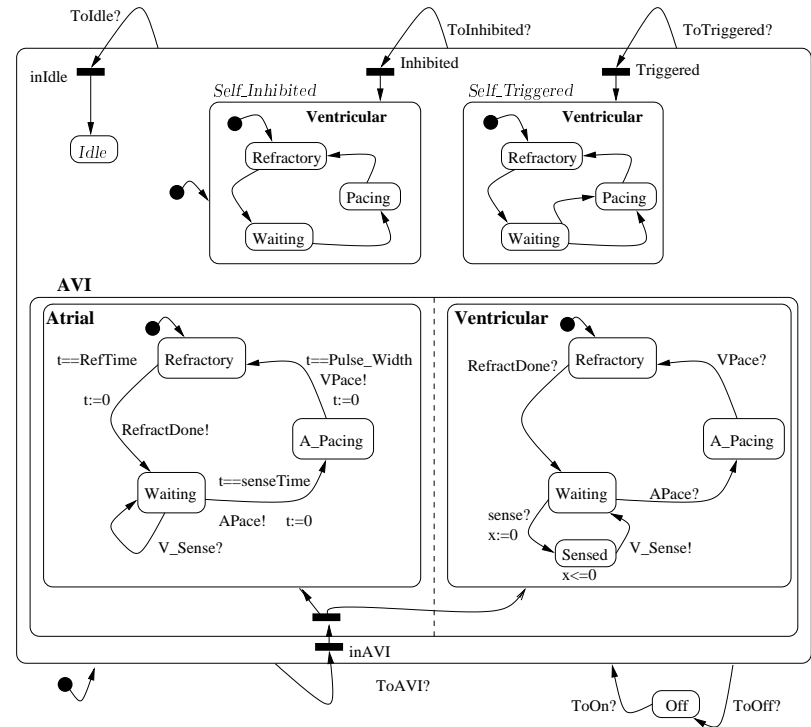 ToIdle?
ToInhibited?
ToTriggered?
inIdle
Inhibited
Triggered
Self_Inhibited
Self_Triggered
Ventricular
Ventricular
Idle
Refractory
Refractory
Pacing
Pacing
Waiting
Waiting
AVI
Atrial
Ventricular
t==RefTime
Refractory
t==Pulse_Width
VPace!
t:=0
RefractDone?
Refractory
VPace?
t:=0
RefractDone!
A_Pacing
A_Pacing
t==senseTime
Waiting
Waiting
APace! t:=0
APace?
V_Sense?
sense?
x:=0
Sensed
V_Sense!
x<=0
inAVI
ToAVI?
ToOn?
Off
ToOff?